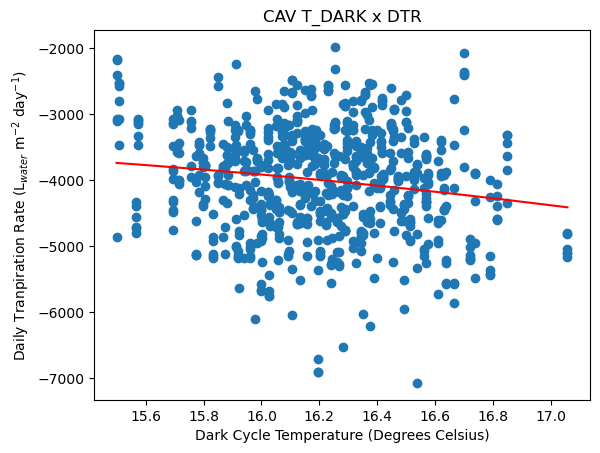 CAV T_DARK x DTR
Daily Tranpiration Rate (L_water m⁻² day⁻¹)
−2000
−3000
−4000
−5000
−6000
−7000
15.6 15.8 16.0 16.2 16.4 16.6 16.8 17.0
Dark Cycle Temperature (Degrees Celsius)